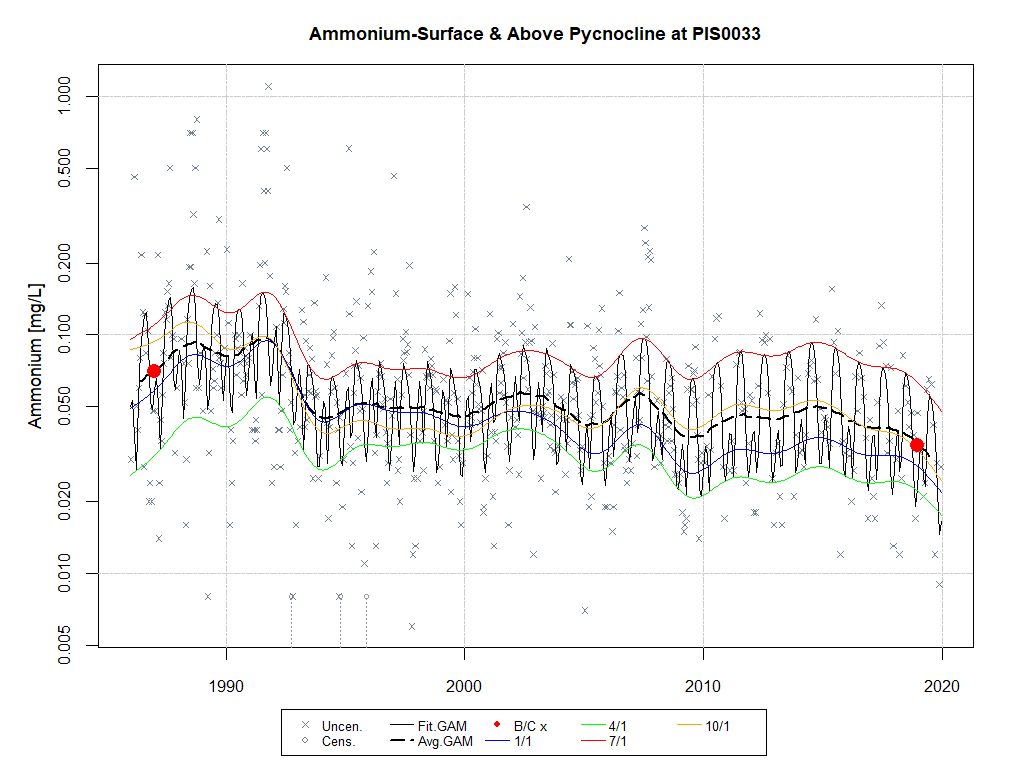 Ammonium-Surface & Above Pycnocline at PIS0033
Ammonium [mg/L]
1.000
0.500
0.200
0.100
0.050
0.020
0.010
0.005
1990 2000 2010 2020
Uncen. Fit.GAM B/C x 4/1 10/1
Cens. Avg.GAM 1/1 7/1